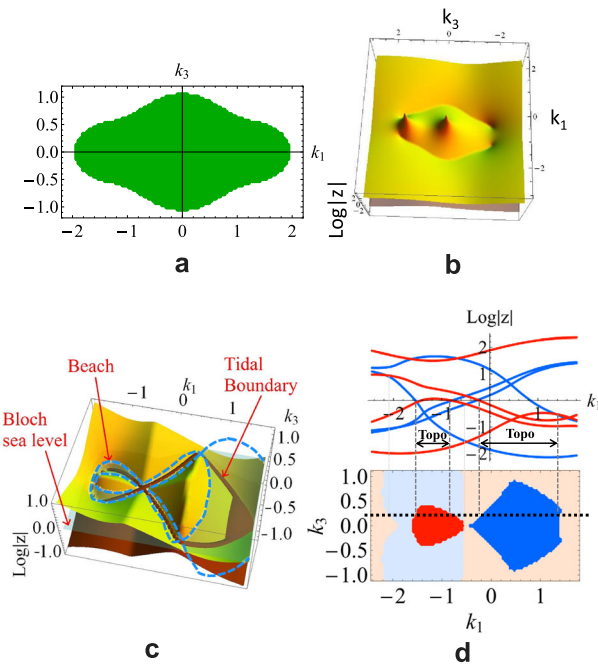 k₃
1.0
0.5
0.0
−0.5
−1.0
k₁
−2 −1 0 1 2
a
k₃
2 0 −2
2
0
−2
k₁
Log|z|
b
Beach
Tidal
Boundary
Bloch
sea level
−1 k₁ 0 1
k₃
1.0
0.5
0.0
−0.5
−1.0
1.0
0.0
−1.0
Log|z|
c
Log|z|
2
1
−2 −1 1
k₁
−1
−2
Topo Topo
k₃
1.0
0.5
0.0
−0.5
−1.0
−2 −1 0 1
k₁
d